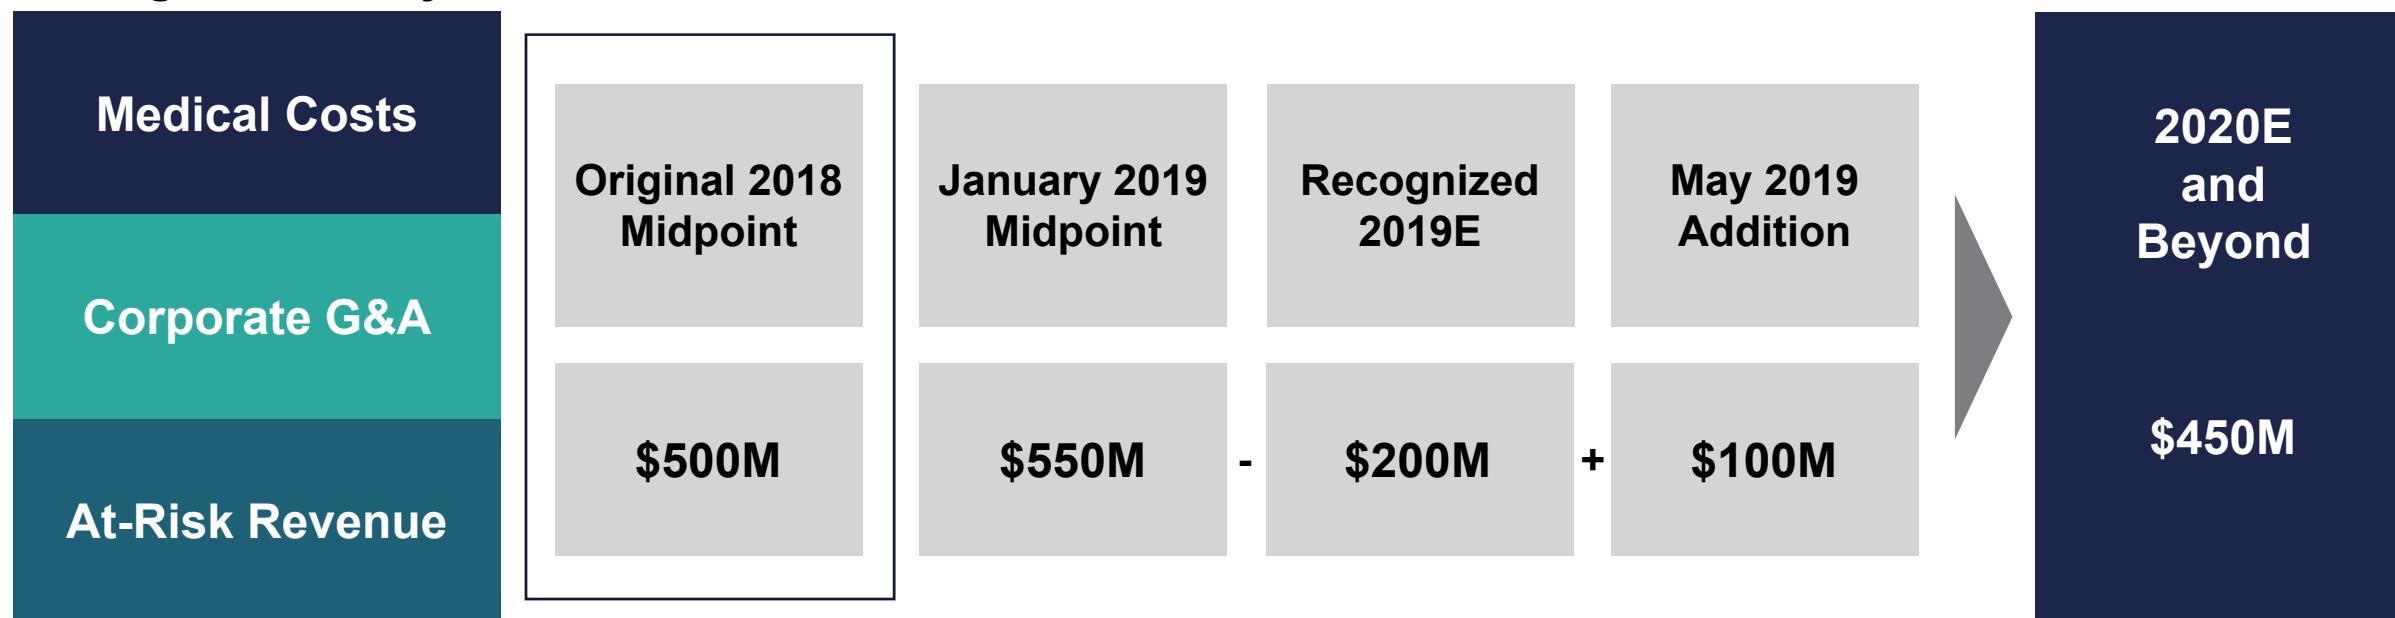 Medical Costs
Corporate G&A
At-Risk Revenue
Original 2018
Midpoint
$500M
January 2019
Midpoint
$550M
-
Recognized
2019E
$200M
+
May 2019
Addition
$100M
2020E
and
Beyond
$450M